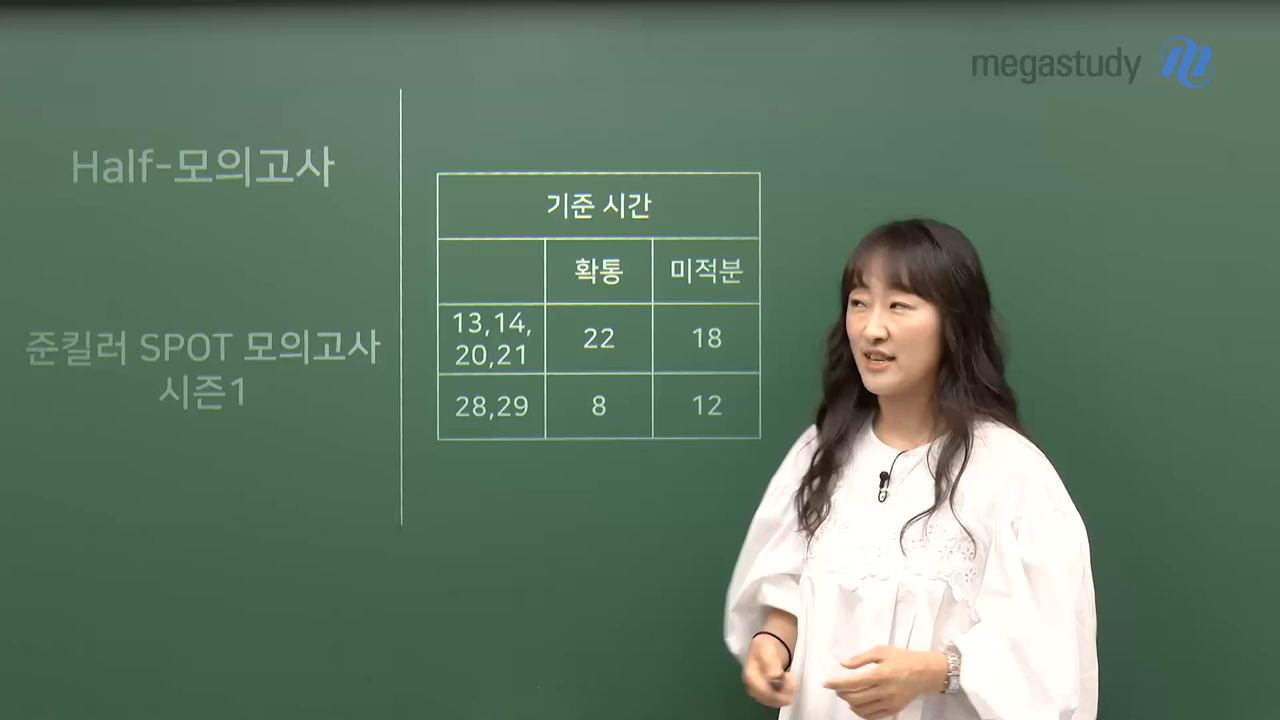 megastudy
Half-모의고사
준킬러 SPOT 모의고사
시즌1
기준 시간
확통 미적분
13,14,
20,21 22 18
28,29 8 12